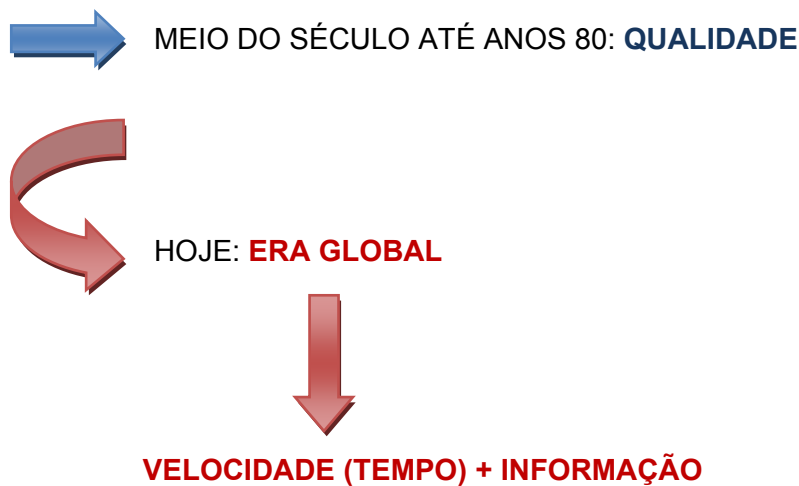 MEIO DO SÉCULO ATÉ ANOS 80: QUALIDADE
HOJE: ERA GLOBAL
VELOCIDADE (TEMPO) + INFORMAÇÃO